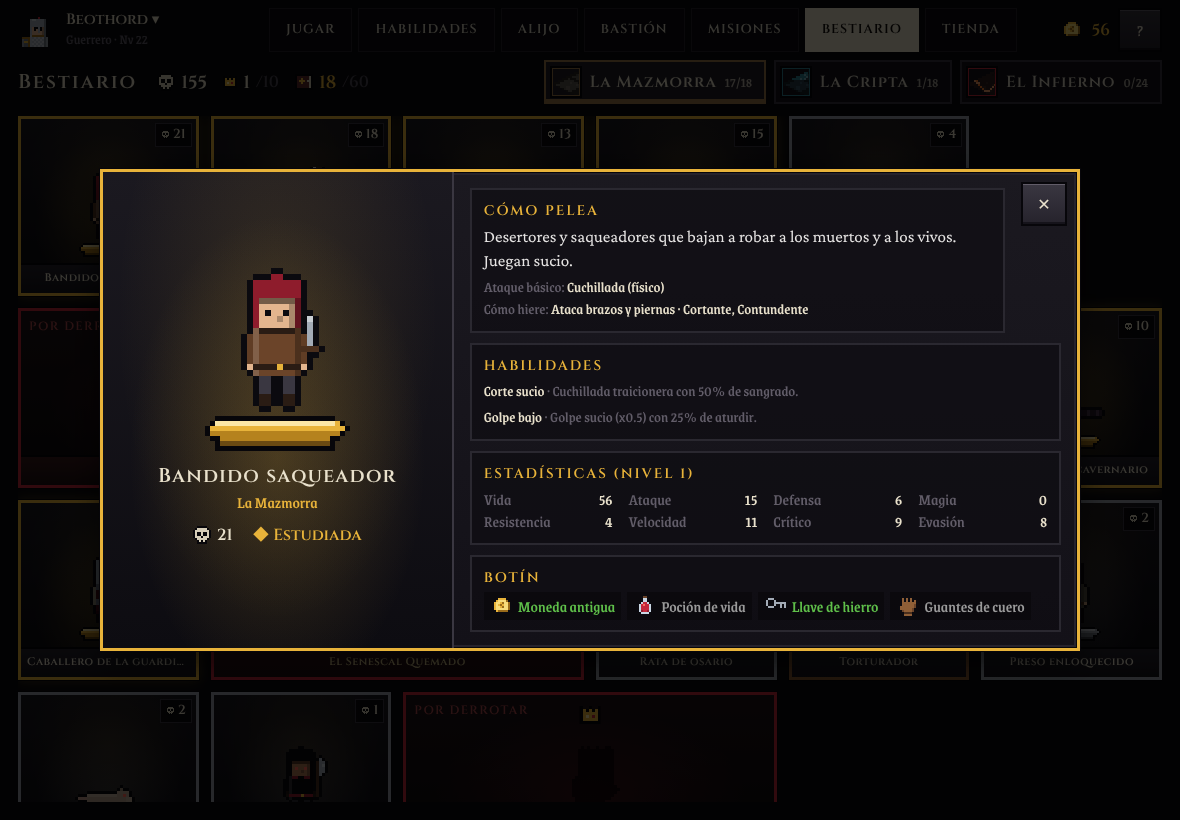 Beothord ▾
Guerrero · Nv 22
JUGAR
HABILIDADES
ALIJO
BASTIÓN
MISIONES
BESTIARIO
TIENDA
56
?
Bestiario
155
1 /10
18 /60
La Mazmorra 17/18
La Cripta 1/18
El Infierno 0/24
21
18
13
15
4
CÓMO PELEA
×
Desertores y saqueadores que bajan a robar a los muertos y a los vivos.
Juegan sucio.
Ataque básico: Cuchillada (físico)
Cómo hiere: Ataca brazos y piernas · Cortante, Contundente
HABILIDADES
Corte sucio · Cuchillada traicionera con 50% de sangrado.
Golpe bajo · Golpe sucio (x0.5) con 25% de aturdir.
ESTADÍSTICAS (NIVEL 1)
Vida 56 Ataque 15 Defensa 6 Magia 0
Resistencia 4 Velocidad 11 Crítico 9 Evasión 8
BOTÍN
Moneda antigua
Poción de vida
Llave de hierro
Guantes de cuero
Bandido saqueador
La Mazmorra
21
Estudiada
Bandido
POR DER
10
avernario
2
Caballero de la guardi...
El Senescal Quemado
Rata de osario
Torturador
Preso enloquecido
2
1
POR DERROTAR